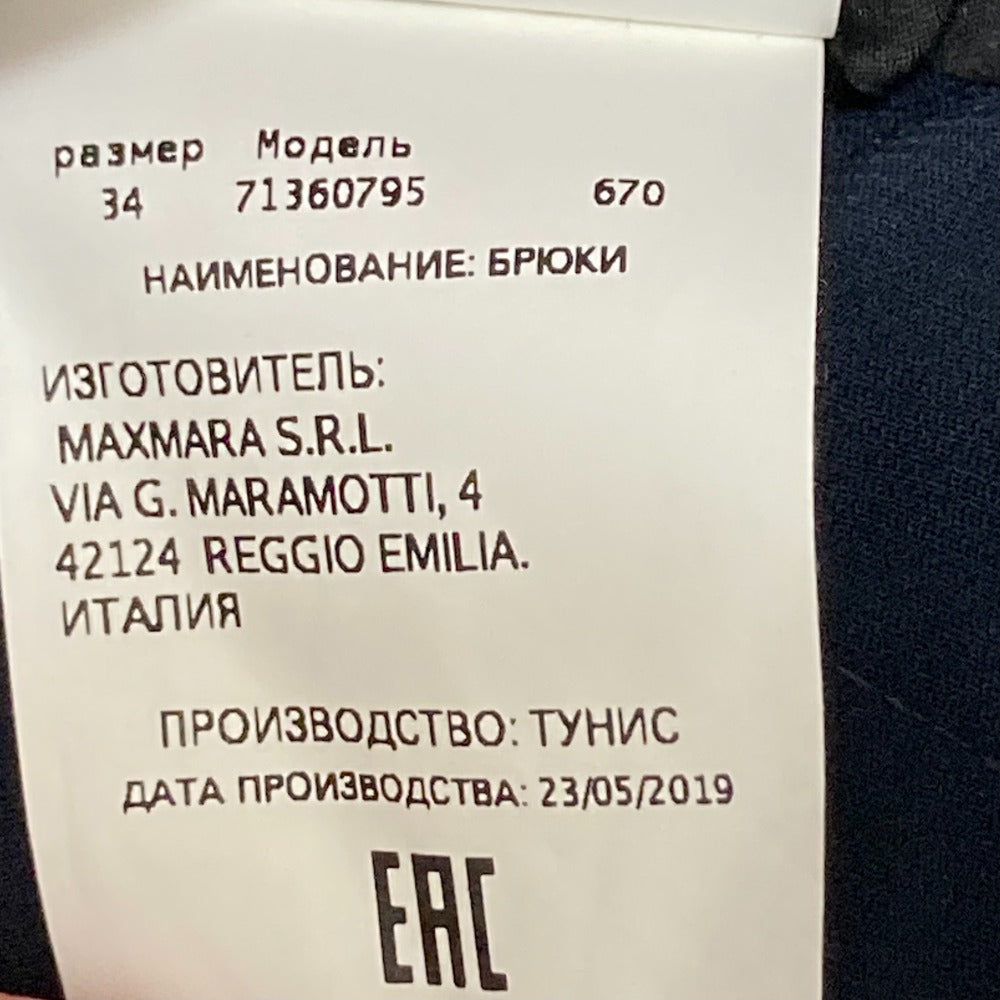 размер Модель
34 71360795 670
НАИМЕНОВАНИЕ: БРЮКИ
ИЗГОТОВИТЕЛЬ:
MAXMARA S.R.L.
VIA G. MARAMOTTI, 4
42124 REGGIO EMILIA.
ИТАЛИЯ
ПРОИЗВОДСТВО: ТУНИС
ДАТА ПРОИЗВОДСТВА: 23/05/2019
EAC